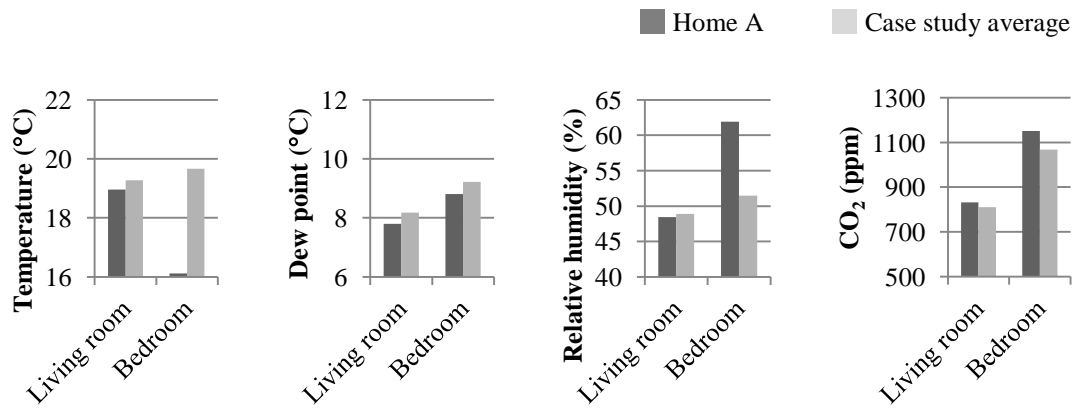 Home A
Case study average
Temperature (°C)
22
20
18
16
Living room
Bedroom
Dew point (°C)
12
10
8
6
Living room
Bedroom
Relative humidity (%)
65
60
55
50
45
40
Living room
Bedroom
CO₂ (ppm)
1300
1100
900
700
500
Living room
Bedroom